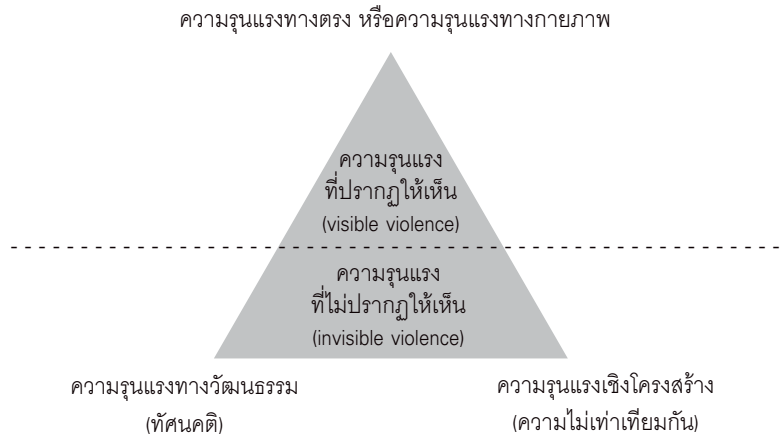 ความรุนแรงทางตรง หรือความรุนแรงทางกายภาพ
ความรุนแรง
ที่ปรากฏให้เห็น
(visible violence)
ความรุนแรง
ที่ไม่ปรากฏให้เห็น
(invisible violence)
ความรุนแรงทางวัฒนธรรม
(ทัศนคติ)
ความรุนแรงเชิงโครงสร้าง
(ความไม่เท่าเทียมกัน)